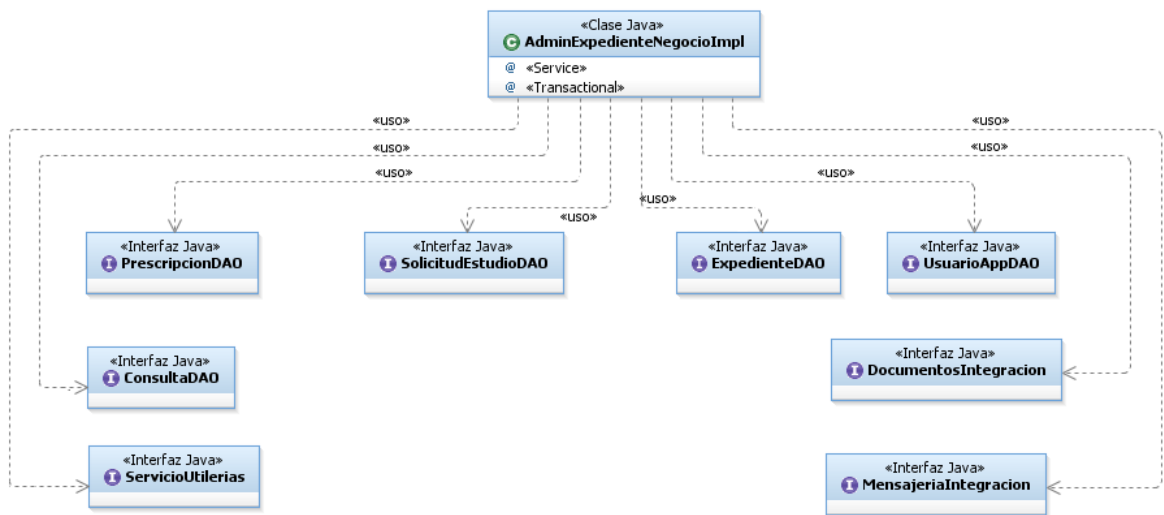 «Clase Java»
AdminExpedienteNegocioImpl
@ «Service»
@ «Transactional»
«uso»
«uso»
«uso»
«uso»
«uso»
«uso»
«uso»
«uso»
«Interfaz Java»
PrescripcionDAO
«Interfaz Java»
SolicitudEstudioDAO
«Interfaz Java»
ExpedienteDAO
«Interfaz Java»
UsuarioAppDAO
«Interfaz Java»
ConsultaDAO
«Interfaz Java»
DocumentosIntegracion
«Interfaz Java»
ServicioUtilerias
«Interfaz Java»
MensajeriaIntegracion